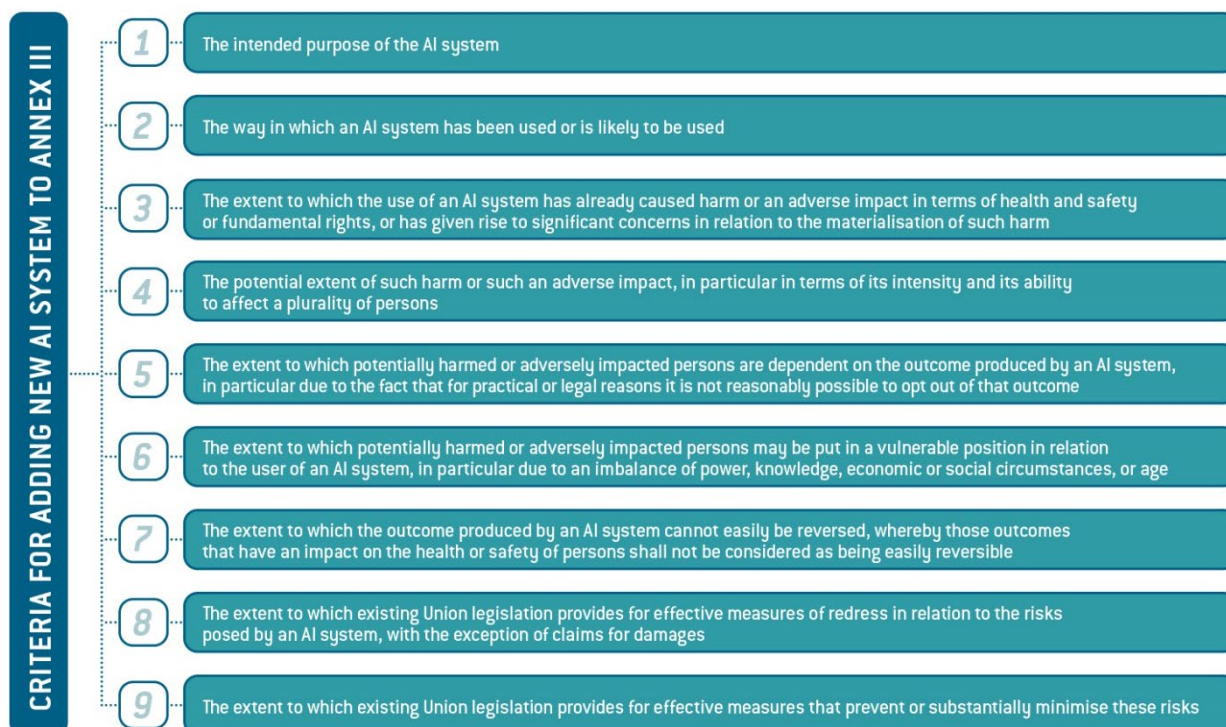 CRITERIA FOR ADDING NEW AI SYSTEM TO ANNEX III
1
The intended purpose of the AI system
2
The way in which an AI system has been used or is likely to be used
3
The extent to which the use of an AI system has already caused harm or an adverse impact in terms of health and safety
or fundamental rights, or has given rise to significant concerns in relation to the materialisation of such harm
4
The potential extent of such harm or such an adverse impact, in particular in terms of its intensity and its ability
to affect a plurality of persons
5
The extent to which potentially harmed or adversely impacted persons are dependent on the outcome produced by an AI system,
in particular due to the fact that for practical or legal reasons it is not reasonably possible to opt out of that outcome
6
The extent to which potentially harmed or adversely impacted persons may be put in a vulnerable position in relation
to the user of an AI system, in particular due to an imbalance of power, knowledge, economic or social circumstances, or age
7
The extent to which the outcome produced by an AI system cannot easily be reversed, whereby those outcomes
that have an impact on the health or safety of persons shall not be considered as being easily reversible
8
The extent to which existing Union legislation provides for effective measures of redress in relation to the risks
posed by an AI system, with the exception of claims for damages
9
The extent to which existing Union legislation provides for effective measures that prevent or substantially minimise these risks